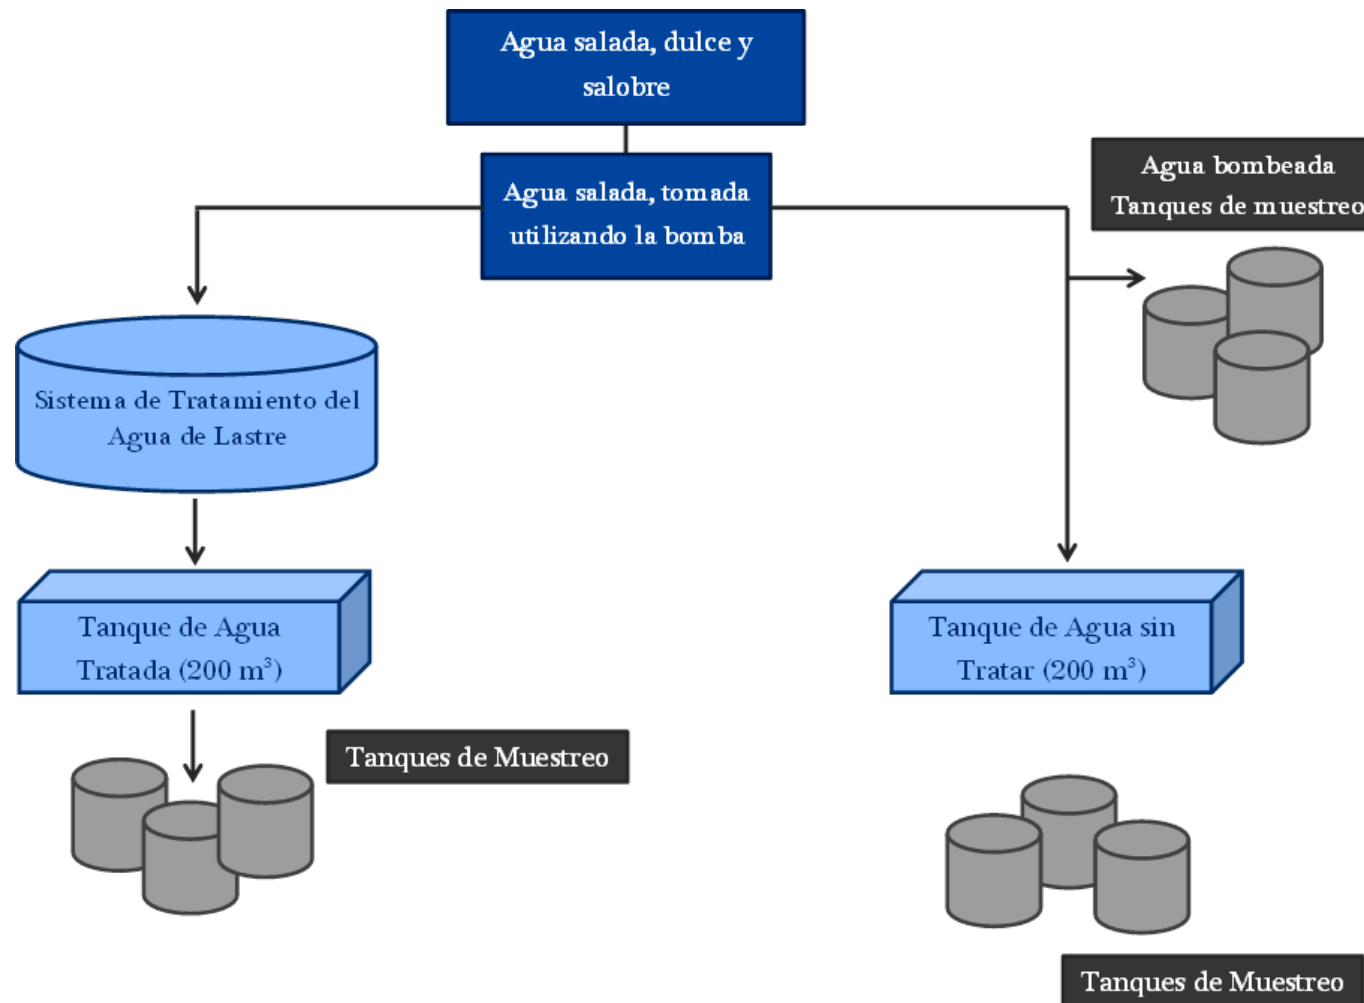 Agua salada, dulce y
salobre
Agua salada, tomada
utilizando la bomba
Agua bombeada
Tanques de muestreo
Sistema de Tratamiento del
Agua de Lastre
Tanque de Agua
Tratada (200 m³)
Tanque de Agua sin
Tratar (200 m³)
Tanques de Muestreo
Tanques de Muestreo